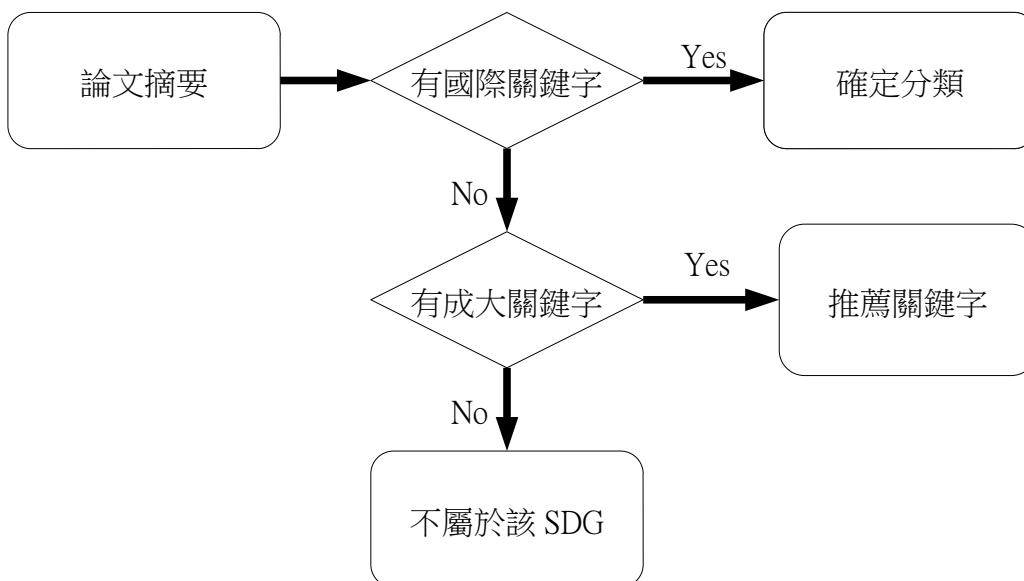 論文摘要
有國際關鍵字
Yes
確定分類
No
有成大關鍵字
Yes
推薦關鍵字
No
不屬於該 SDG